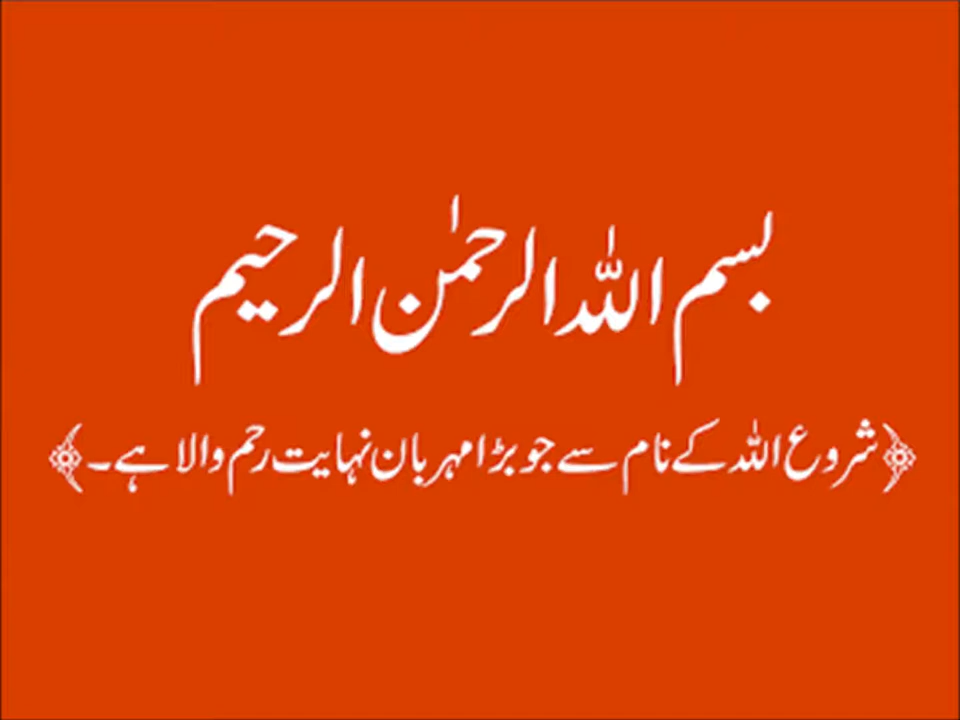 بسم اللہ الرحمٰن الرحیم
﴿شروع اللہ کے نام سے جو بڑا مہربان نہایت رحم والا ہے۔﴾